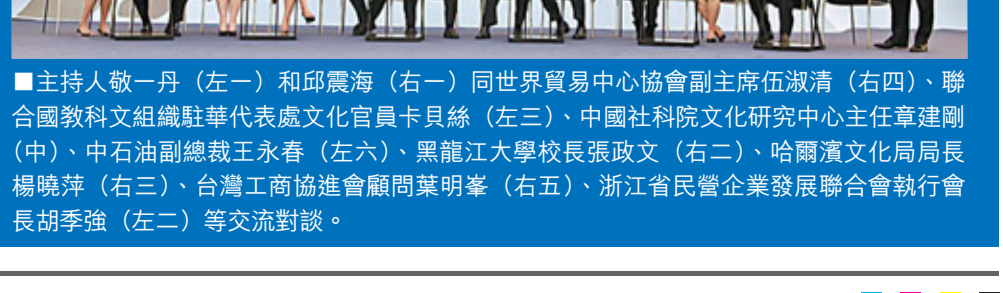 ■主持人敬一丹（左一）和邱震海（右一）同世界貿易中心協會副主席伍淑清（右四）、聯
合國教科文組織駐華代表處文化官員卡貝絲（左三）、中國社科院文化研究中心主任章建剛
（中）、中石油副總裁王永春（左六）、黑龍江大學校長張政文（右二）、哈爾濱文化局局長
楊曉萍（右三）、台灣工商協進會顧問葉明峯（右五）、浙江省民營企業發展聯合會執行會
長胡季強（左二）等交流對談。